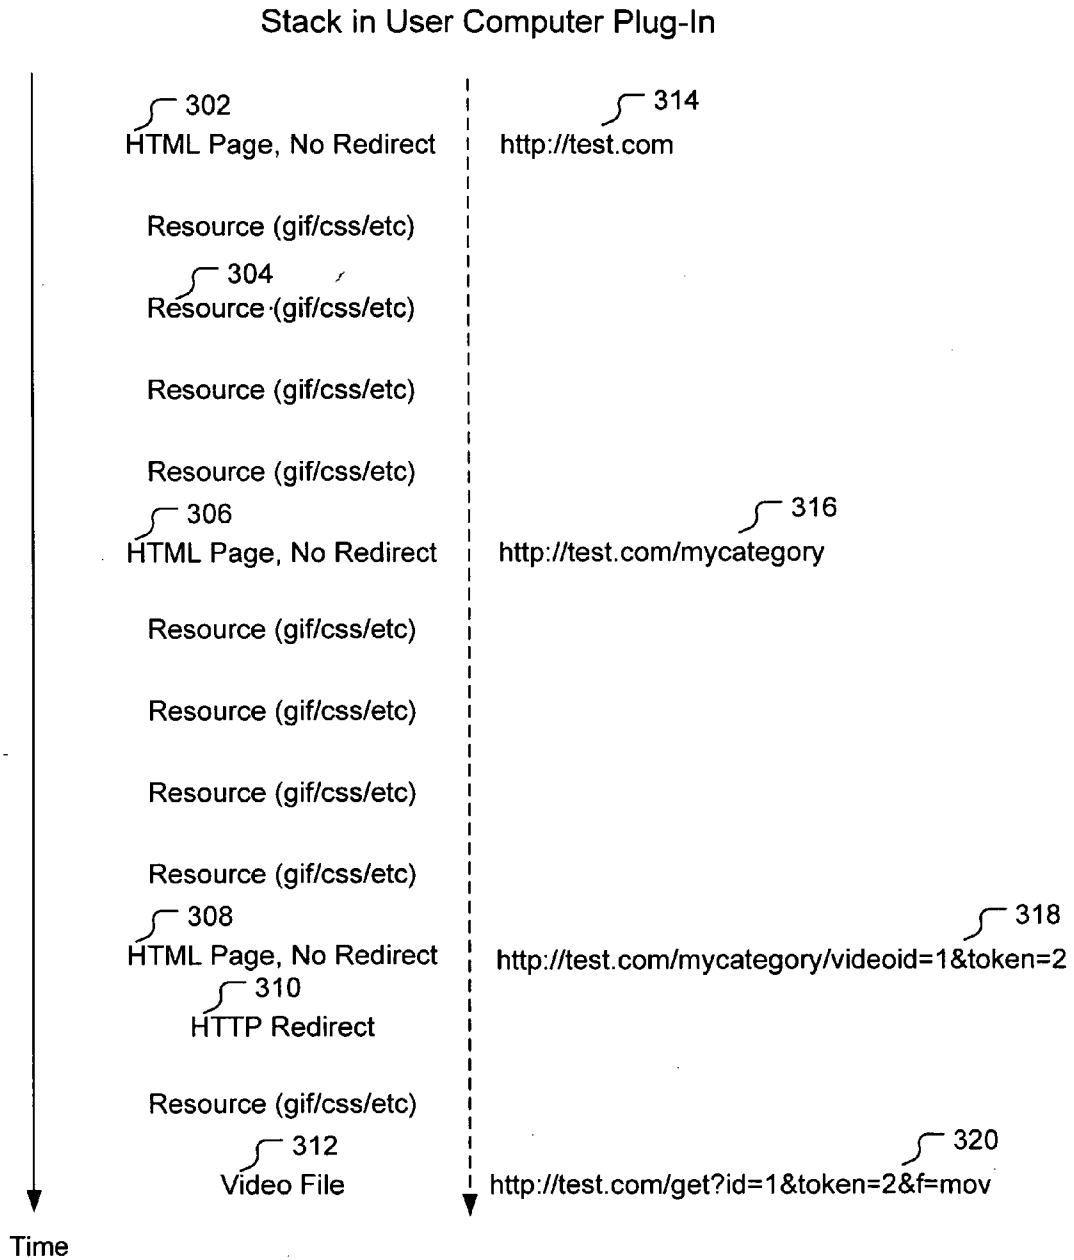 Stack in User Computer Plug-In
302
314
HTML Page, No Redirect
http://test.com
Resource (gif/css/etc)
304
Resource (gif/css/etc)
Resource (gif/css/etc)
Resource (gif/css/etc)
306
316
HTML Page, No Redirect
http://test.com/mycategory
Resource (gif/css/etc)
Resource (gif/css/etc)
Resource (gif/css/etc)
Resource (gif/css/etc)
308
318
HTML Page, No Redirect
http://test.com/mycategory/videoid=1&token=2
310
HTTP Redirect
Resource (gif/css/etc)
312
320
Video File
http://test.com/get?id=1&token=2&f=mov
Time